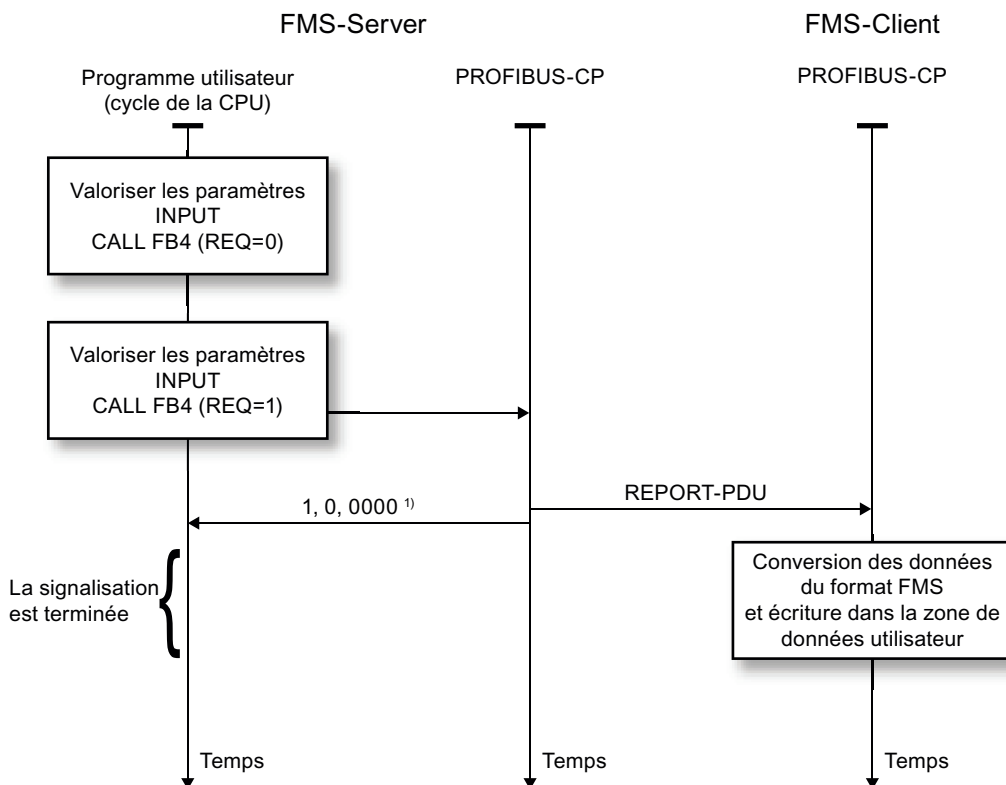 FMS-Server
FMS-Client
Programme utilisateur
(cycle de la CPU)
PROFIBUS-CP
PROFIBUS-CP
Valoriser les paramètres
INPUT
CALL FB4 (REQ=0)
Valoriser les paramètres
INPUT
CALL FB4 (REQ=1)
REPORT-PDU
1, 0, 0000 1)
La signalisation
est terminée
Conversion des données
du format FMS
et écriture dans la zone de
données utilisateur
Temps
Temps
Temps